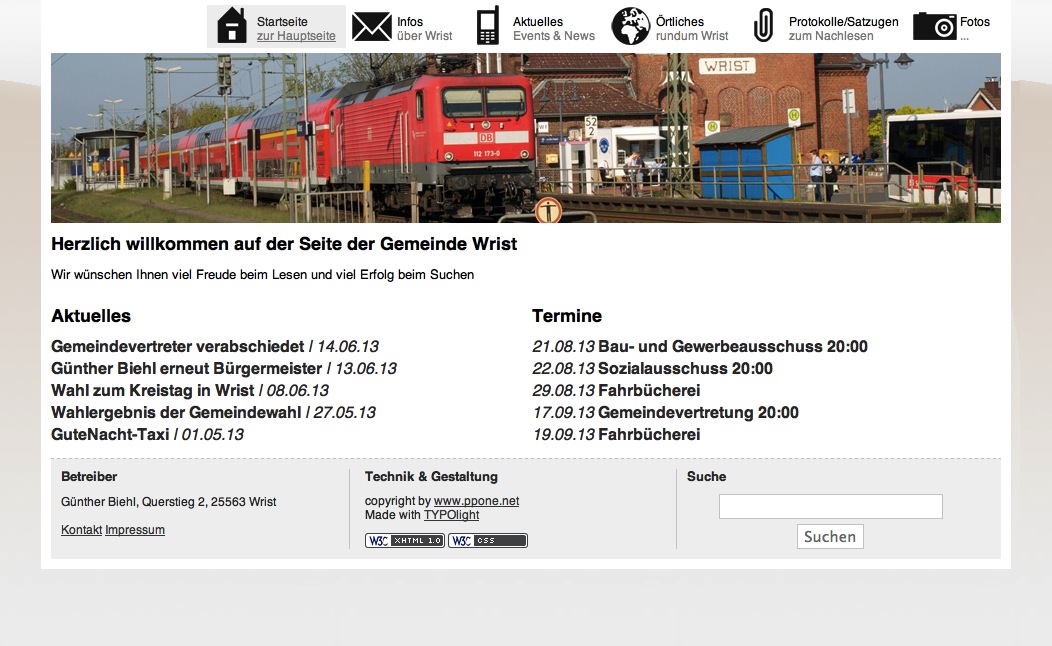 Startseite
zur Hauptseite
Infos
über Wrist
Aktuelles
Events & News
Örtliches
rundum Wrist
Protokolle/Satzugen
zum Nachlesen
Fotos
...
WRIST
H
H
S2
2
DB
112 173-0
Herzlich willkommen auf der Seite der Gemeinde Wrist
Wir wünschen Ihnen viel Freude beim Lesen und viel Erfolg beim Suchen
Aktuelles
Gemeindevertreter verabschiedet | 14.06.13
Günther Biehl erneut Bürgermeister | 13.06.13
Wahl zum Kreistag in Wrist | 08.06.13
Wahlergebnis der Gemeindewahl | 27.05.13
GuteNacht-Taxi | 01.05.13
Termine
21.08.13 Bau- und Gewerbeausschuss 20:00
22.08.13 Sozialausschuss 20:00
29.08.13 Fahrbücherei
17.09.13 Gemeindevertretung 20:00
19.09.13 Fahrbücherei
Betreiber
Günther Biehl, Querstieg 2, 25563 Wrist
Kontakt Impressum
Technik & Gestaltung
copyright by www.ppone.net
Made with TYPOlight
W3C XHTML 1.0 W3C CSS
Suche
Suchen